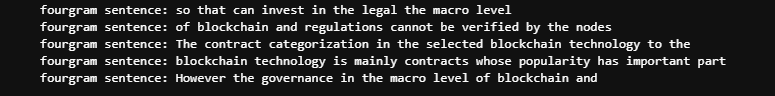 fourgram sentence: so that can invest in the legal the macro level
fourgram sentence: of blockchain and regulations cannot be verified by the nodes
fourgram sentence: The contract categorization in the selected blockchain technology to the
fourgram sentence: blockchain technology is mainly contracts whose popularity has important part
fourgram sentence: However the governance in the macro level of blockchain and